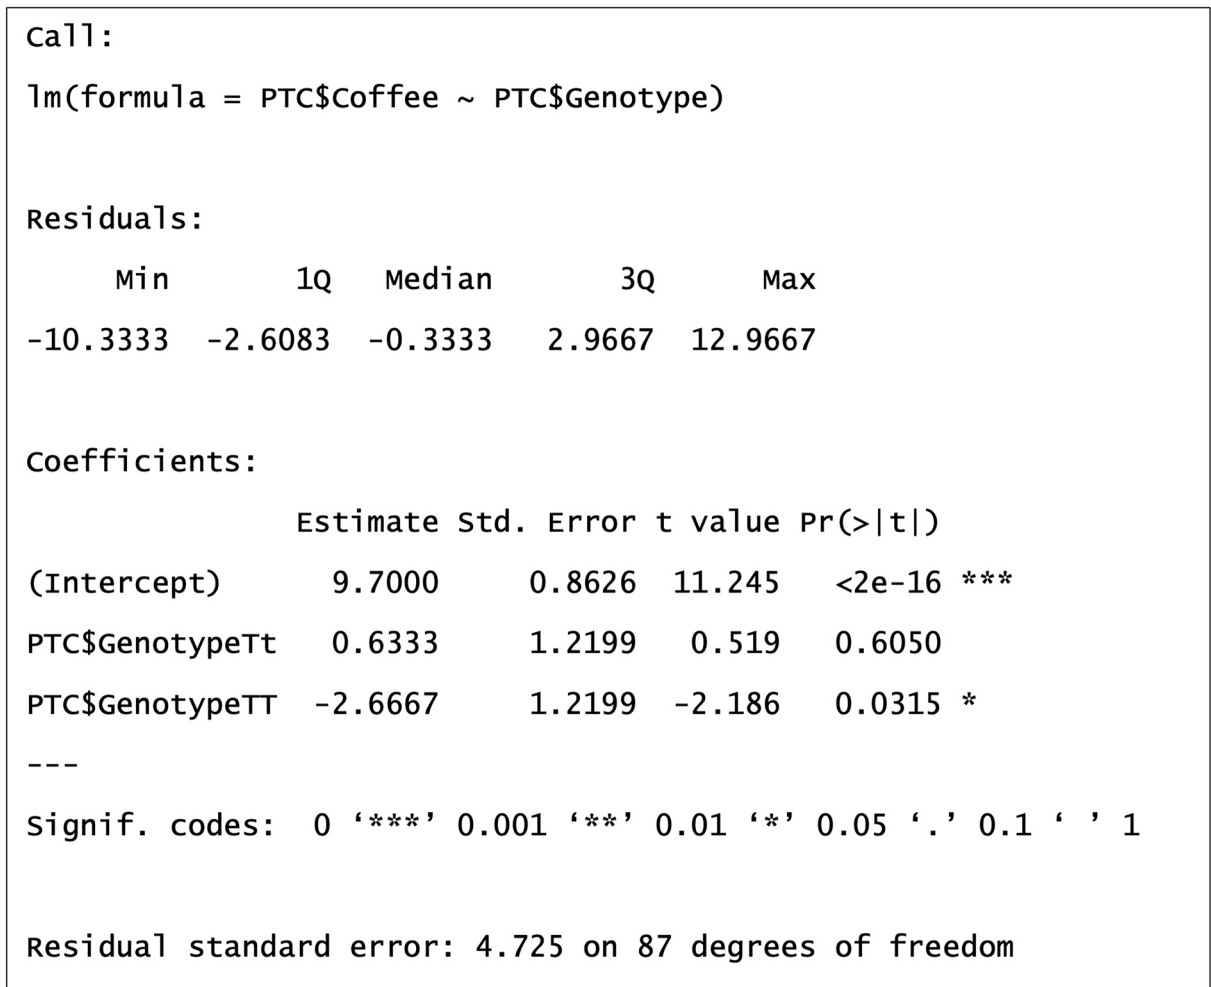 Call:
lm(formula = PTC$Coffee ~ PTC$Genotype)
Residuals:
     Min       1Q   Median       3Q      Max
-10.3333  -2.6083  -0.3333   2.9667  12.9667
Coefficients:
               Estimate Std. Error t value Pr(>|t|)
(Intercept)      9.7000     0.8626  11.245   <2e-16 ***
PTC$GenotypeTt   0.6333     1.2199   0.519   0.6050
PTC$GenotypeTT  -2.6667     1.2199  -2.186   0.0315 *
---
Signif. codes:  0 ‘***’ 0.001 ‘**’ 0.01 ‘*’ 0.05 ‘.’ 0.1 ‘ ’ 1
Residual standard error: 4.725 on 87 degrees of freedom